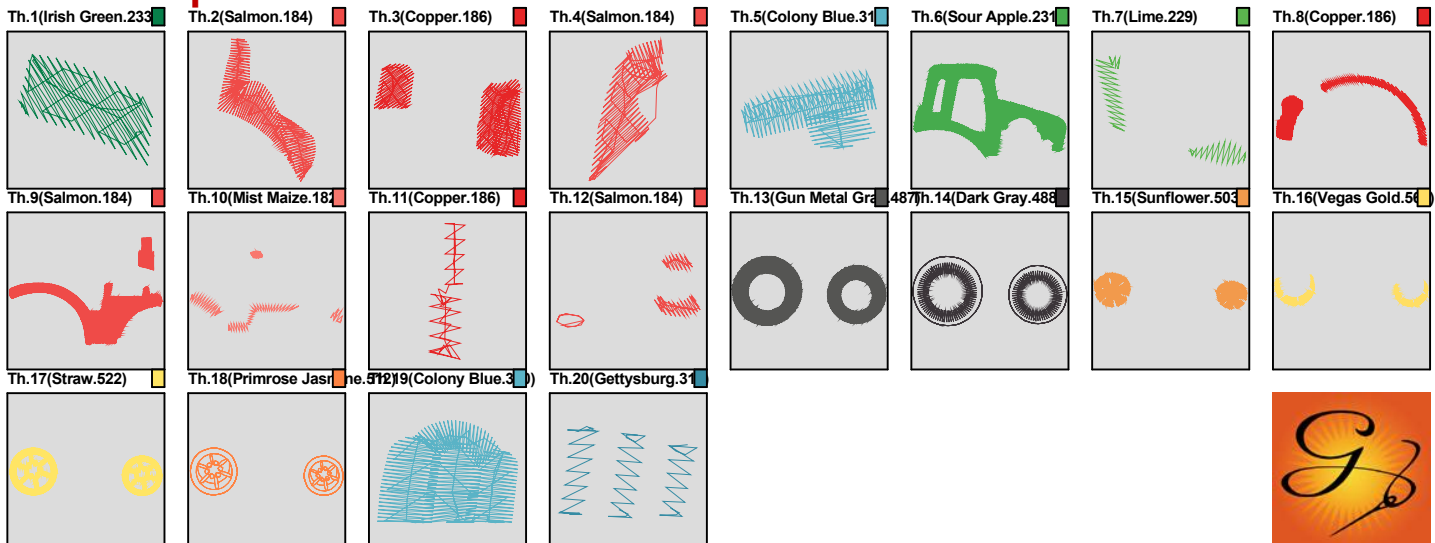 Th.1(Irish Green.233 Th.2(Salmon.184) Th.3(Copper.186) Th.4(Salmon.184) Th.5(Colony Blue.31 Th.6(Sour Apple.231 Th.7(Lime.229) Th.8(Copper.186)
Th.9(Salmon.184) Th.10(Mist Maize.182 Th.11(Copper.186) Th.12(Salmon.184) Th.13(Gun Metal Gra .487) Th.14(Dark Gray.488 Th.15(Sunflower.503 Th.16(Vegas Gold.5
Th.17(Straw.522) Th.18(Primrose Jas ne.512) Th.19(Colony Blue.3 0) Th.20(Gettysburg.31